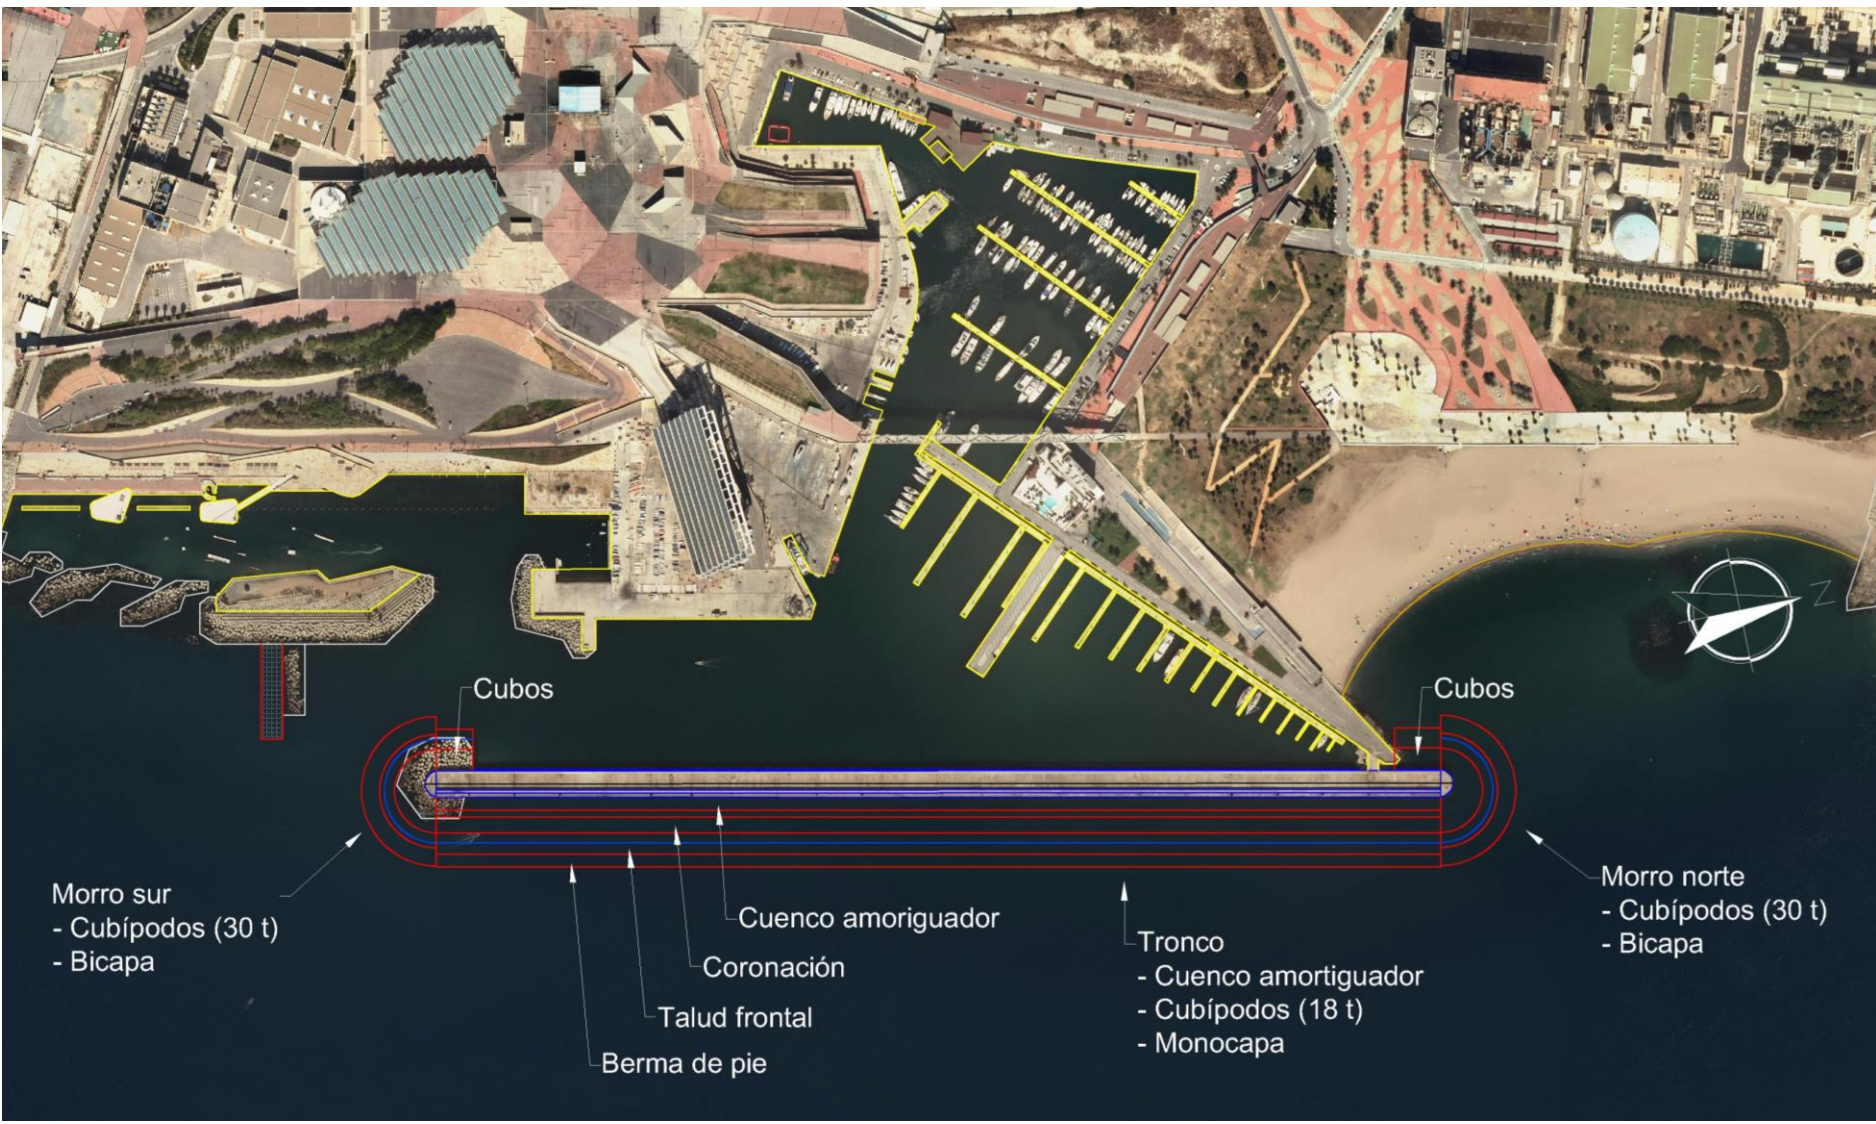 Z
Cubos
Cubos
Morro sur
- Cubípodos (30 t)
- Bicapa
Cuenco amoriguador
Coronación
Talud frontal
Berma de pie
Tronco
- Cuenco amortiguador
- Cubípodos (18 t)
- Monocapa
Morro norte
- Cubípodos (30 t)
- Bicapa